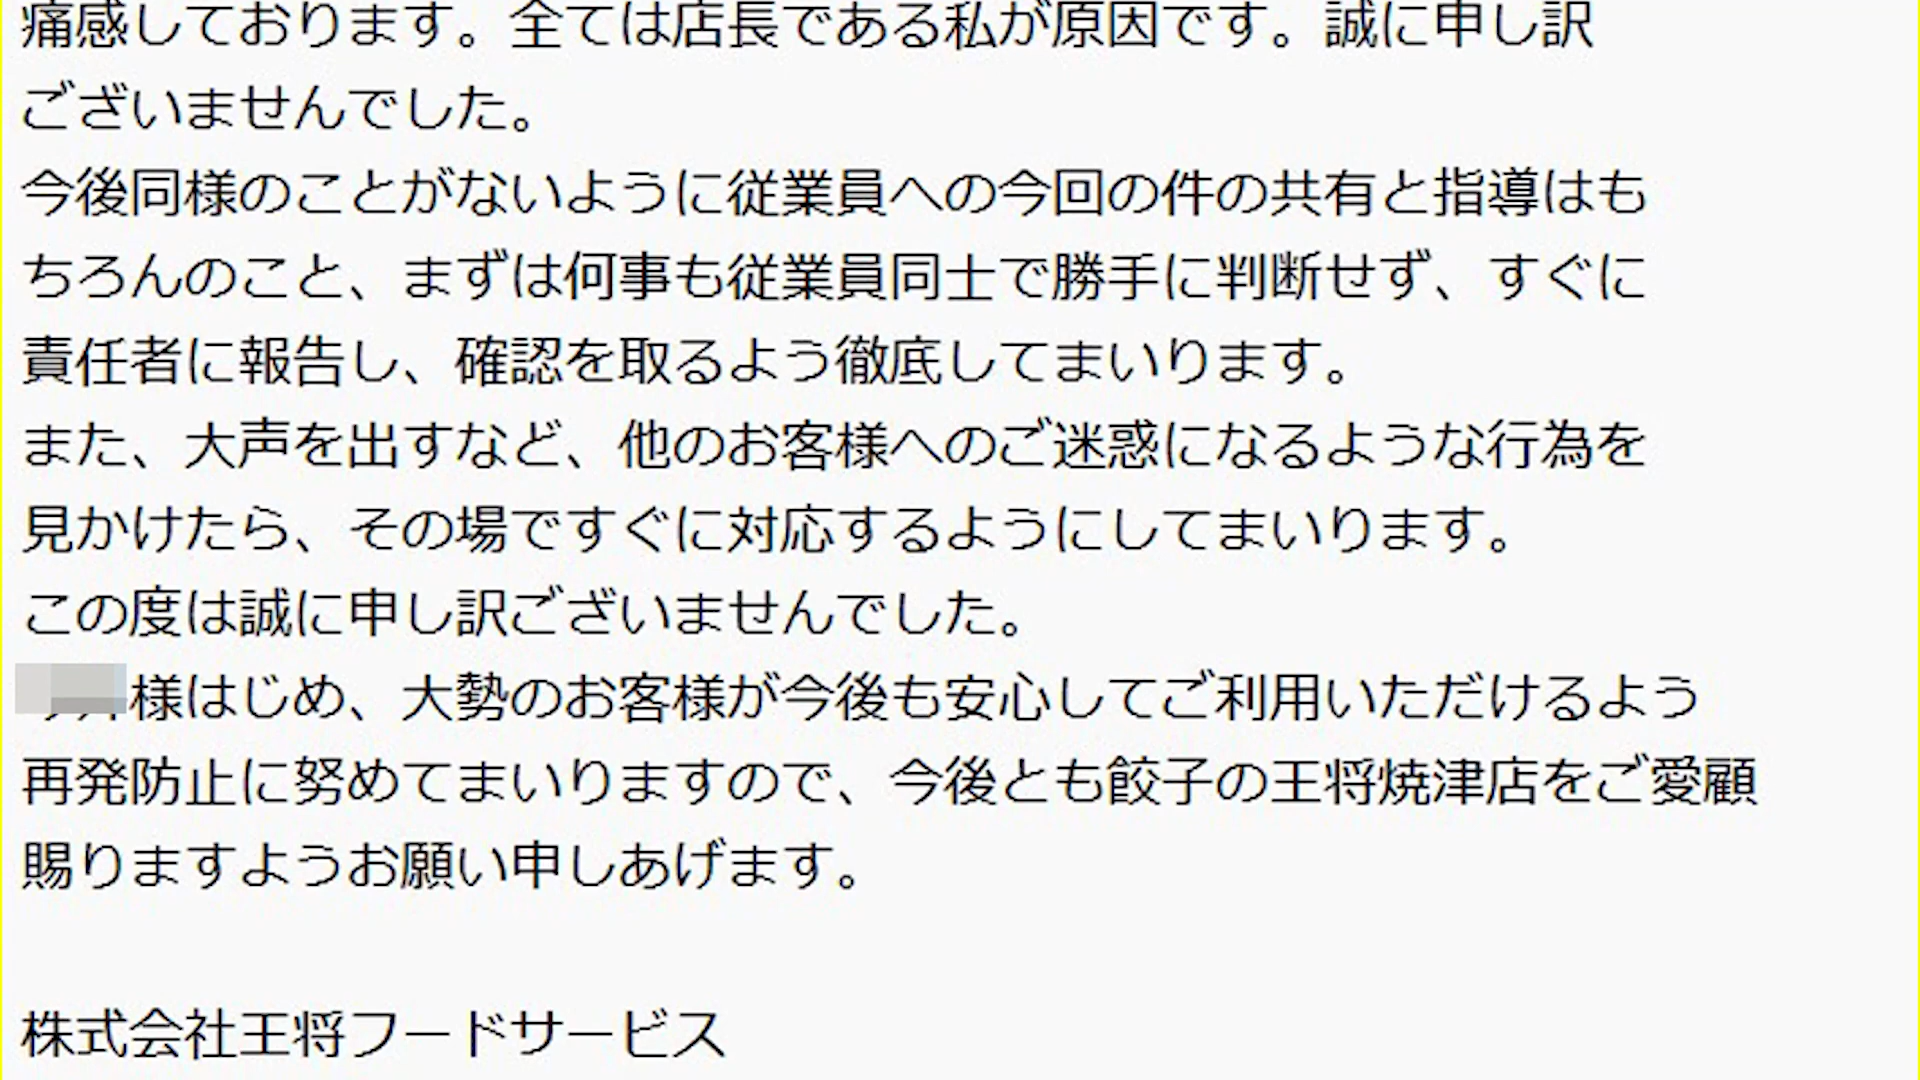 痛感しております。全ては店長である私が原因です。誠に申し訳
ございませんでした。
今後同様のことがないように従業員への今回の件の共有と指導はも
ちろんのこと、まずは何事も従業員同士で勝手に判断せず、すぐに
責任者に報告し、確認を取るよう徹底してまいります。
また、大声を出すなど、他のお客様へのご迷惑になるような行為を
見かけたら、その場ですぐに対応するようにしてまいります。
この度は誠に申し訳ございませんでした。
様はじめ、大勢のお客様が今後も安心してご利用いただけるよう
再発防止に努めてまいりますので、今後とも餃子の王将焼津店をご愛顧
賜りますようお願い申しあげます。
株式会社王将フードサービス